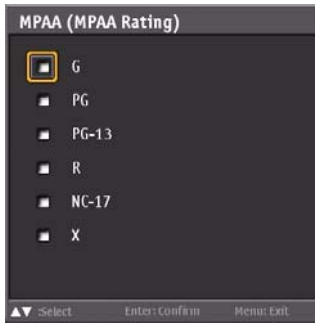 MPAA (MPAA Rating)
G
PG
PG-13
R
NC-17
X
▲▼ :Select Enter: Confirm Menu: Exit